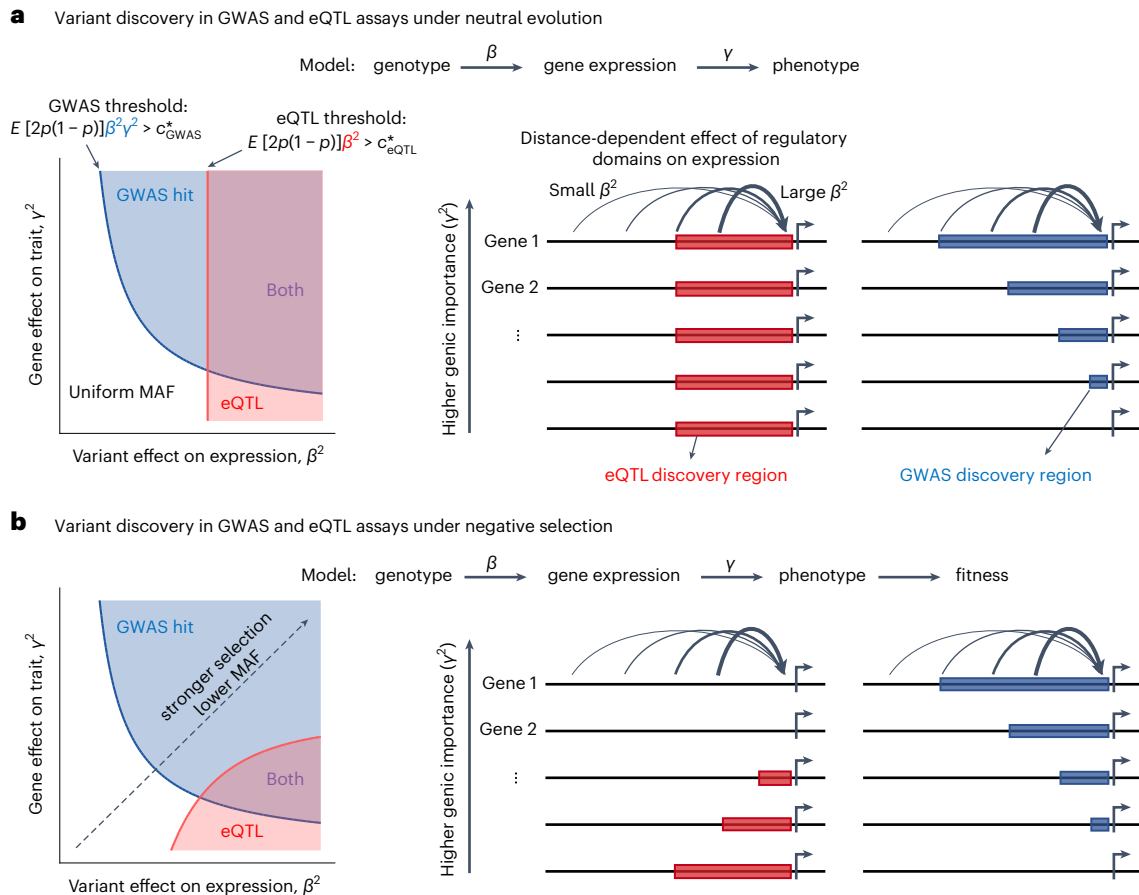 a Variant discovery in GWAS and eQTL assays under neutral evolution
Model: genotype β gene expression γ phenotype
GWAS threshold:
E [2p(1 − p)]β²γ² > c*GWAS
eQTL threshold:
E [2p(1 − p)]β² > c*eQTL
Gene effect on trait, γ²
GWAS hit
Both
Uniform MAF
eQTL
Variant effect on expression, β²
Distance-dependent effect of regulatory
domains on expression
Higher genic importance (γ²)
Small β²
Large β²
Gene 1
Gene 2
...
eQTL discovery region
GWAS discovery region
b Variant discovery in GWAS and eQTL assays under negative selection
Model: genotype β gene expression γ phenotype fitness
Gene effect on trait, γ²
GWAS hit
stronger selection
lower MAF
Both
eQTL
Variant effect on expression, β²
Higher genic importance (γ²)
Gene 1
Gene 2
...